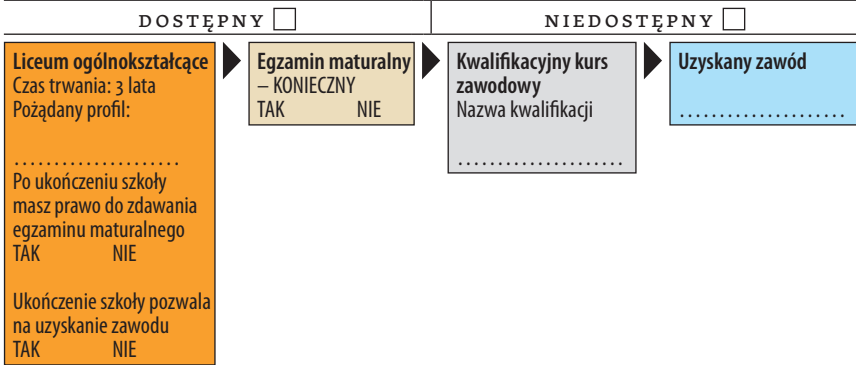 DOSTĘPNY □ NIEDOSTĘPNY □
Liceum ogólnokształcące
Czas trwania: 3 lata
Pożądany profil:
....................
Po ukończeniu szkoły
masz prawo do zdawania
egzaminu maturalnego
TAK NIE
Ukończenie szkoły pozwala
na uzyskanie zawodu
TAK NIE
Egzamin maturalny
– KONIECZNY
TAK NIE
Kwalifikacyjny kurs
zawodowy
Nazwa kwalifikacji
....................
Uzyskany zawód
....................